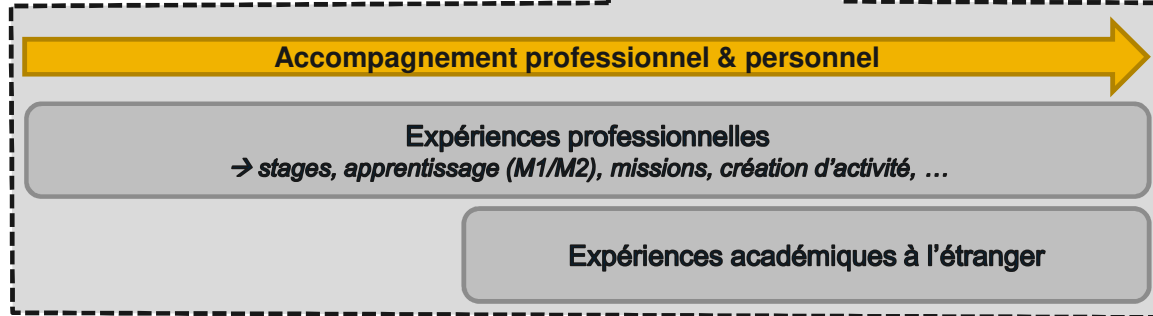 Accompagnement professionnel & personnel
Expériences professionnelles
→ stages, apprentissage (M1/M2), missions, création d’activité, …
Expériences académiques à l’étranger